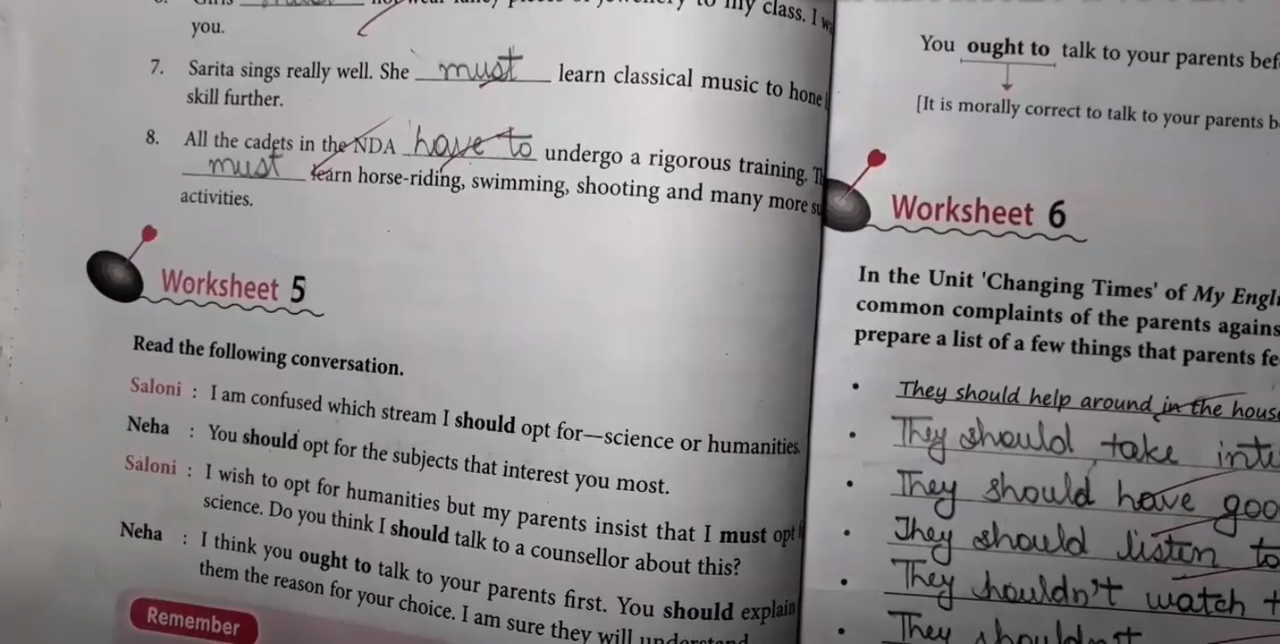 to my class. I
you.
7. Sarita sings really well. She must learn classical music to hone
skill further.
8. All the cadets in the NDA have to undergo a rigorous training.
must learn horse-riding, swimming, shooting and many more
activities.
Worksheet 5
Read the following conversation.
Saloni : I am confused which stream I should opt for—science or humanities.
Neha : You should opt for the subjects that interest you most.
Saloni : I wish to opt for humanities but my parents insist that I must opt
science. Do you think I should talk to a counsellor about this?
Neha : I think you ought to talk to your parents first. You should explain
them the reason for your choice. I am sure they will understand
Remember
You ought to talk to your parents
[It is morally correct to talk to your parents
Worksheet 6
In the Unit 'Changing Times' of My
common complaints of the parents
prepare a list of a few things that parents
• They should help around in the
• They should take
• They should have
• They should listen to
• They houldn't watch
• They